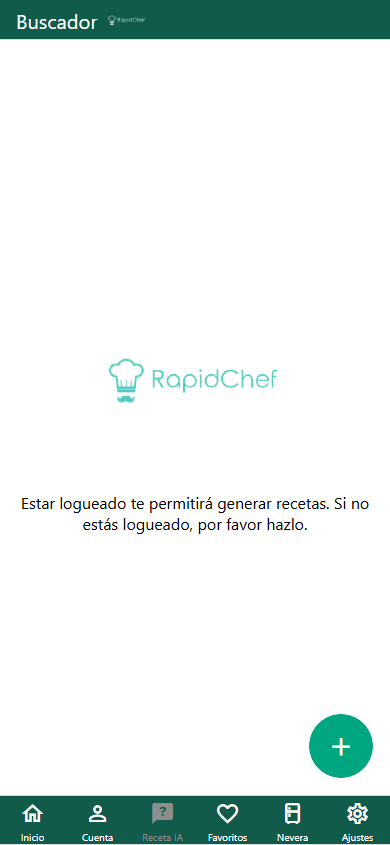 Buscador RapidChef
RapidChef
Estar logueado te permitirá generar recetas. Si no
estás logueado, por favor hazlo.
+
?
Inicio Cuenta Receta IA Favoritos Nevera Ajustes